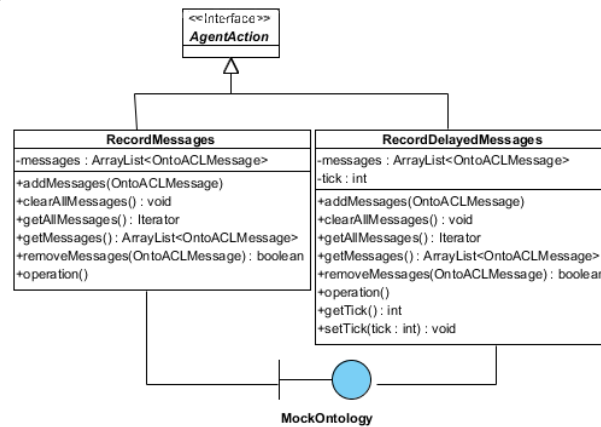 <<Interface>>
AgentAction
RecordMessages
-messages : ArrayList<OntoACLMessage>
+addMessages(OntoACLMessage)
+clearAllMessages() : void
+getAllMessages() : Iterator
+getMessages() : ArrayList<OntoACLMessage>
+removeMessages(OntoACLMessage) : boolean
+operation()
RecordDelayedMessages
-messages : ArrayList<OntoACLMessage>
-tick : int
+addMessages(OntoACLMessage)
+clearAllMessages() : void
+getAllMessages() : Iterator
+getMessages() : ArrayList<OntoACLMessage>
+removeMessages(OntoACLMessage) : boolean
+operation()
+getTick() : int
+setTick(tick : int) : void
MockOntology